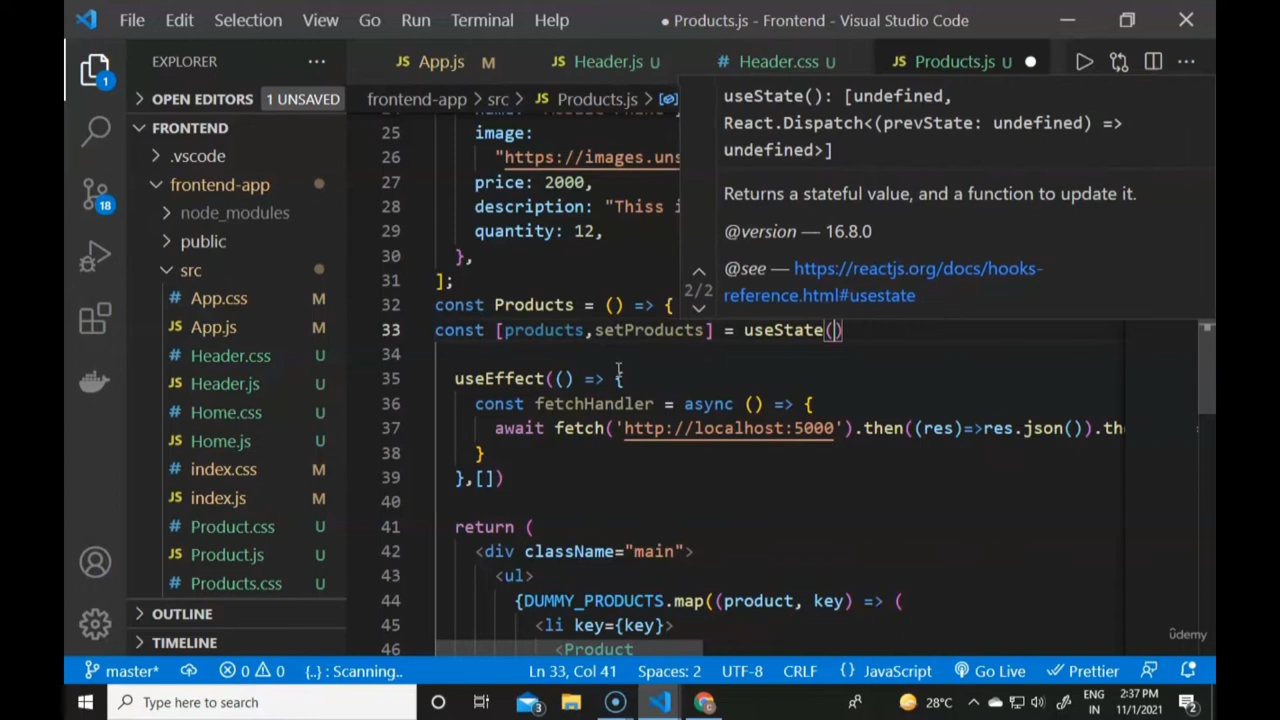 File Edit Selection View Go Run Terminal Help ● Products.js - Frontend - Visual Studio Code
EXPLORER ...
JS App.js M JS Header.js U # Header.css U JS Products.js U
OPEN EDITORS 1 UNSAVED
frontend-app > src > JS Products.js >
FRONTEND
.vscode
frontend-app
node_modules
public
src
# App.css M
JS App.js M
# Header.css U
JS Header.js U
# Home.css U
JS Home.js U
# index.css M
JS index.js M
# Product.css U
JS Product.js U
# Products.css U
OUTLINE
TIMELINE
1
18
useState(): [undefined,
React.Dispatch<(prevState: undefined) =>
undefined>]
Returns a stateful value, and a function to update it.
@version — 16.8.0
@see — https://reactjs.org/docs/hooks-
reference.html#usestate
2/2
25 image:
26 "https://images.uns
27 price: 2000,
28 description: "Thiss i
29 quantity: 12,
30 },
31 ];
32 const Products = () => {
33 const [products,setProducts] = useState()
34
35 useEffect(() => {
36 const fetchHandler = async () => {
37 await fetch('http://localhost:5000').then((res)=>res.json()).th
38 }
39 },[])
40
41 return (
42 <div className="main">
43 <ul>
44 {DUMMY_PRODUCTS.map((product, key) => (
45 <li key={key}>
46 <Product
ûdemy
master* 0 0 {..} : Scanning.. Ln 33, Col 41 Spaces: 2 UTF-8 CRLF {} JavaScript Go Live Prettier
Type here to search 3 28°C ENG IN 2:37 PM 11/1/2021 2